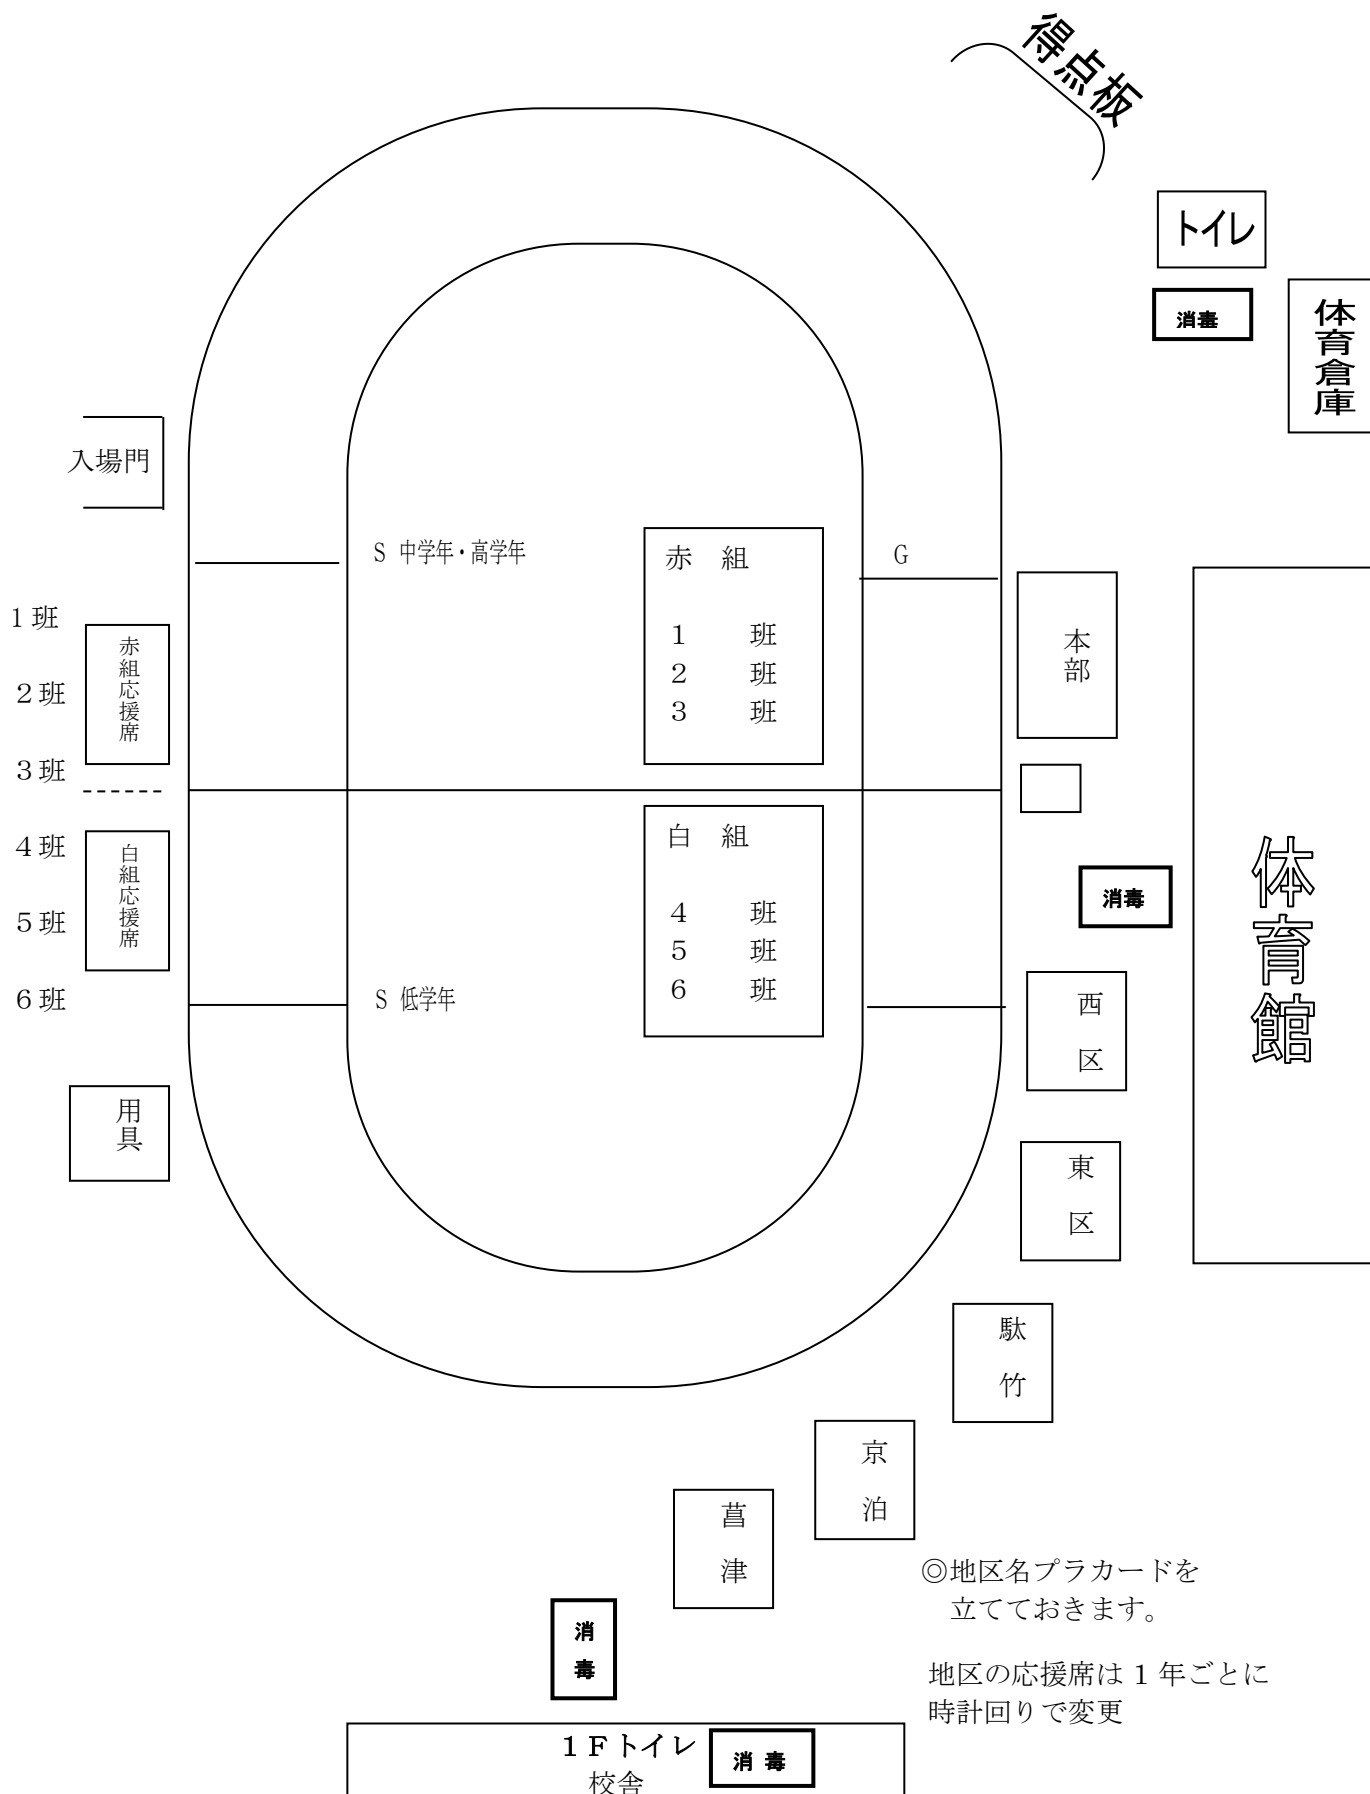 得点板
トイレ
消毒
体育倉庫
入場門
S 中学年・高学年
赤 組
1 班
2 班
3 班
G
本部
1班
2班
3班
赤組応援席
4班
5班
6班
白組応援席
白 組
4 班
5 班
6 班
S 低学年
消毒
体育館
西区
東区
用具
駄竹
京泊
菖津
◎地区名プラカードを
立てておきます。
地区の応援席は1年ごとに
時計回りで変更
消毒
1Fトイレ
消毒
校舎